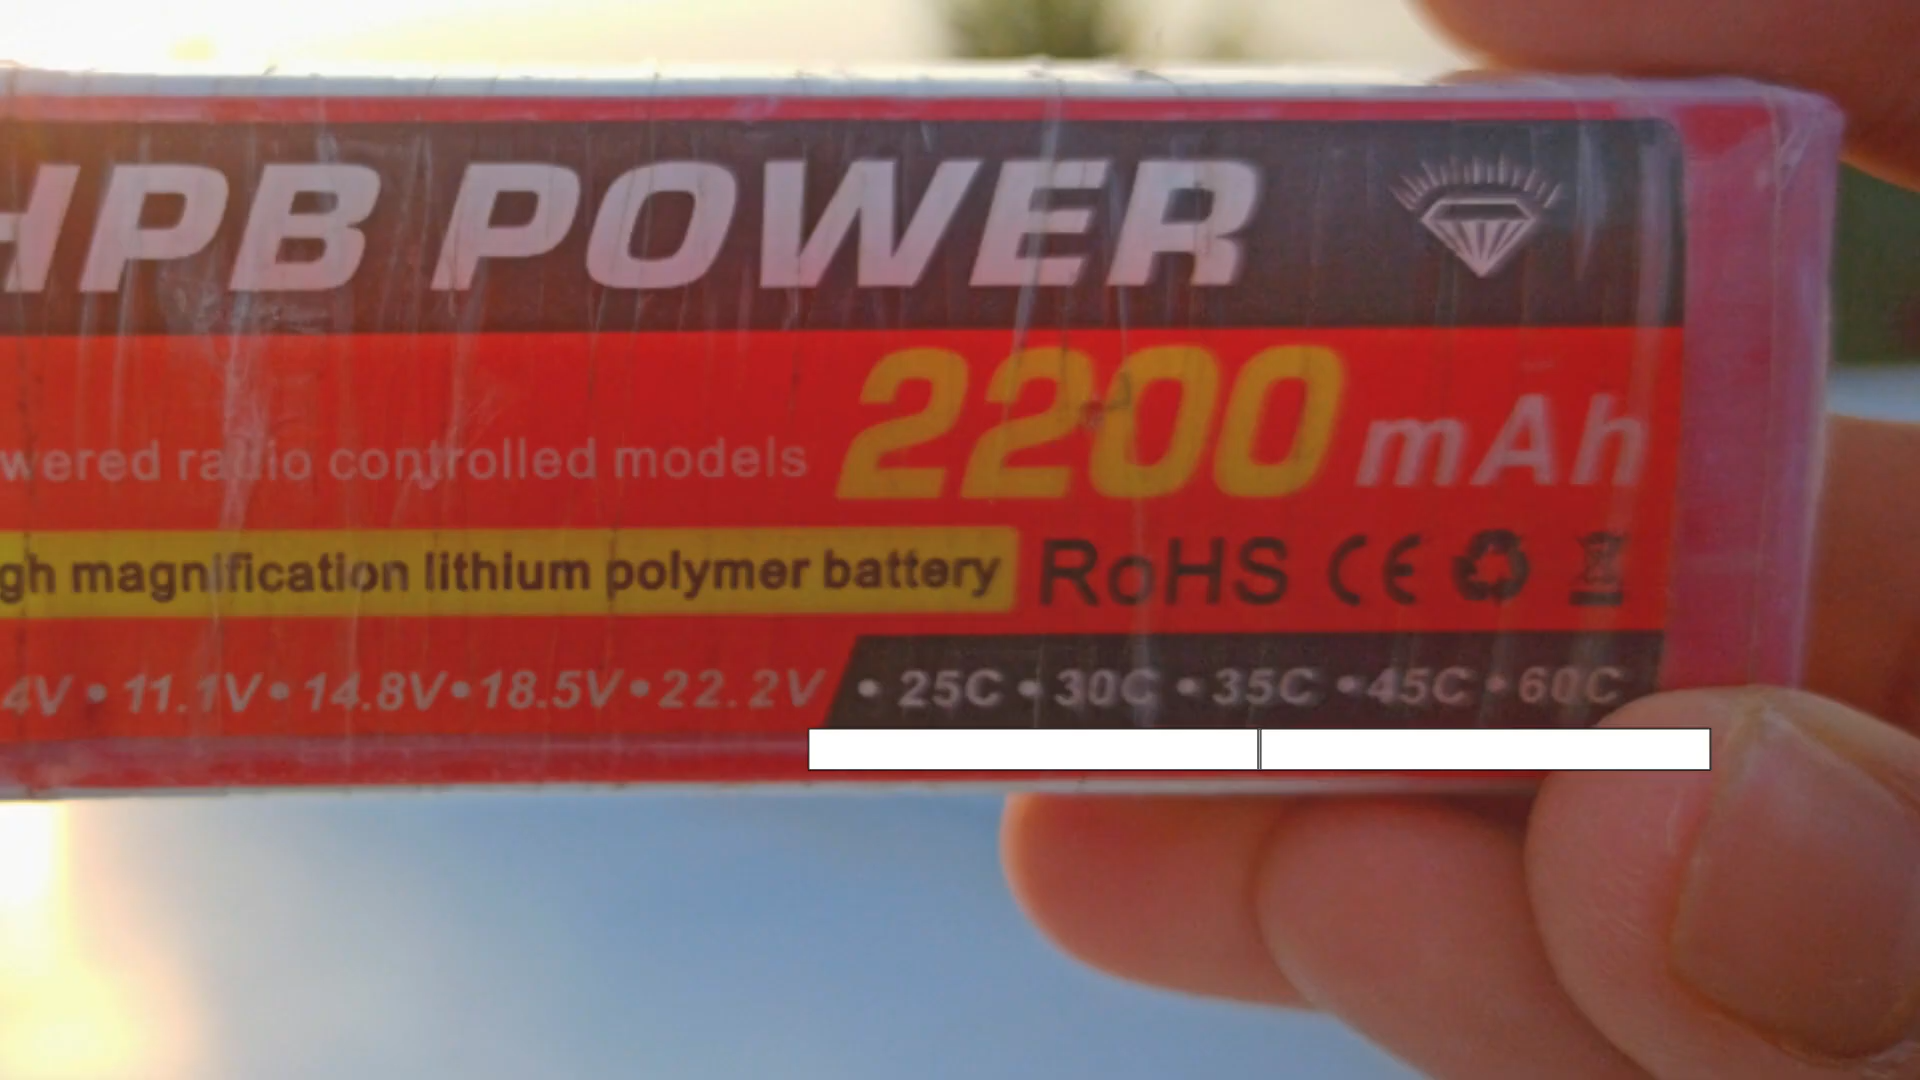 HPB POWER
wered radio controlled models 2200 mAh
gh magnification lithium polymer battery RoHS CE
4V • 11.1V • 14.8V • 18.5V • 22.2V • 25C • 30C • 35C • 45C • 60C